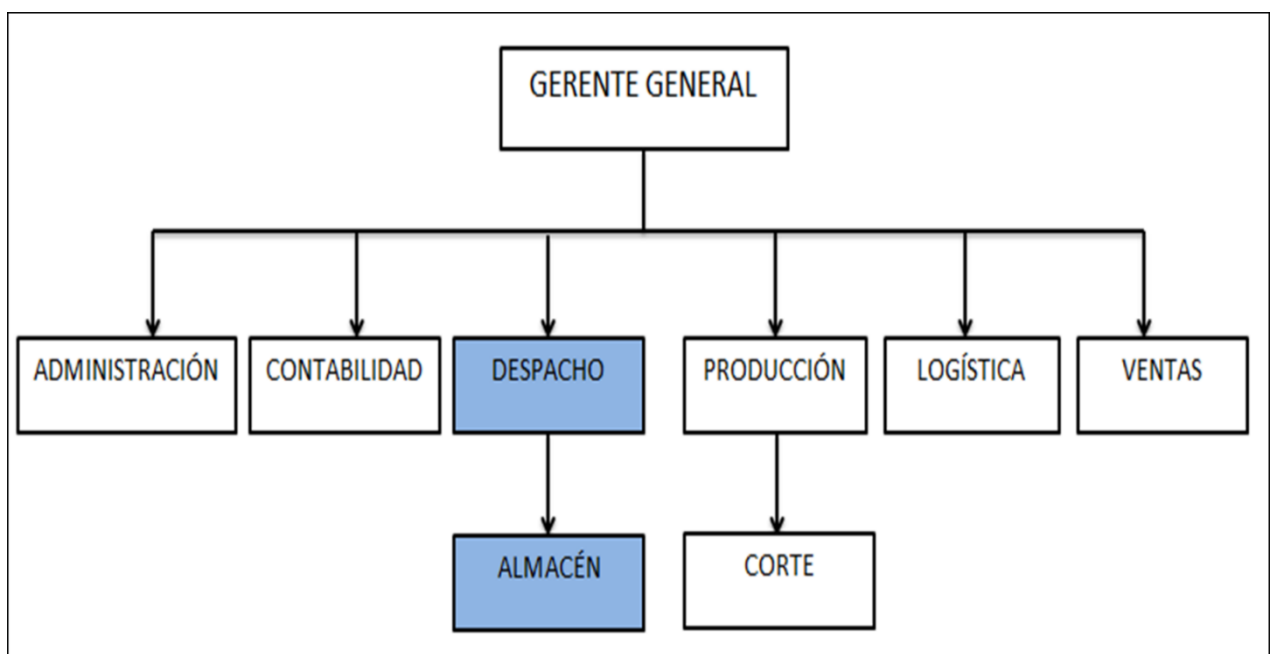 GERENTE GENERAL
ADMINISTRACIÓN
CONTABILIDAD
DESPACHO
PRODUCCIÓN
LOGÍSTICA
VENTAS
ALMACÉN
CORTE